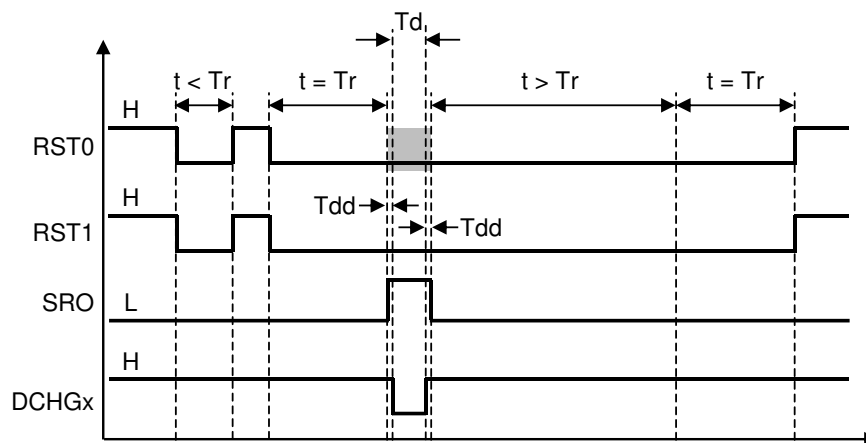 Td
t < Tr
t = Tr
t > Tr
t = Tr
H
RST0
Tdd
Tdd
H
RST1
SRO
L
H
DCHGx